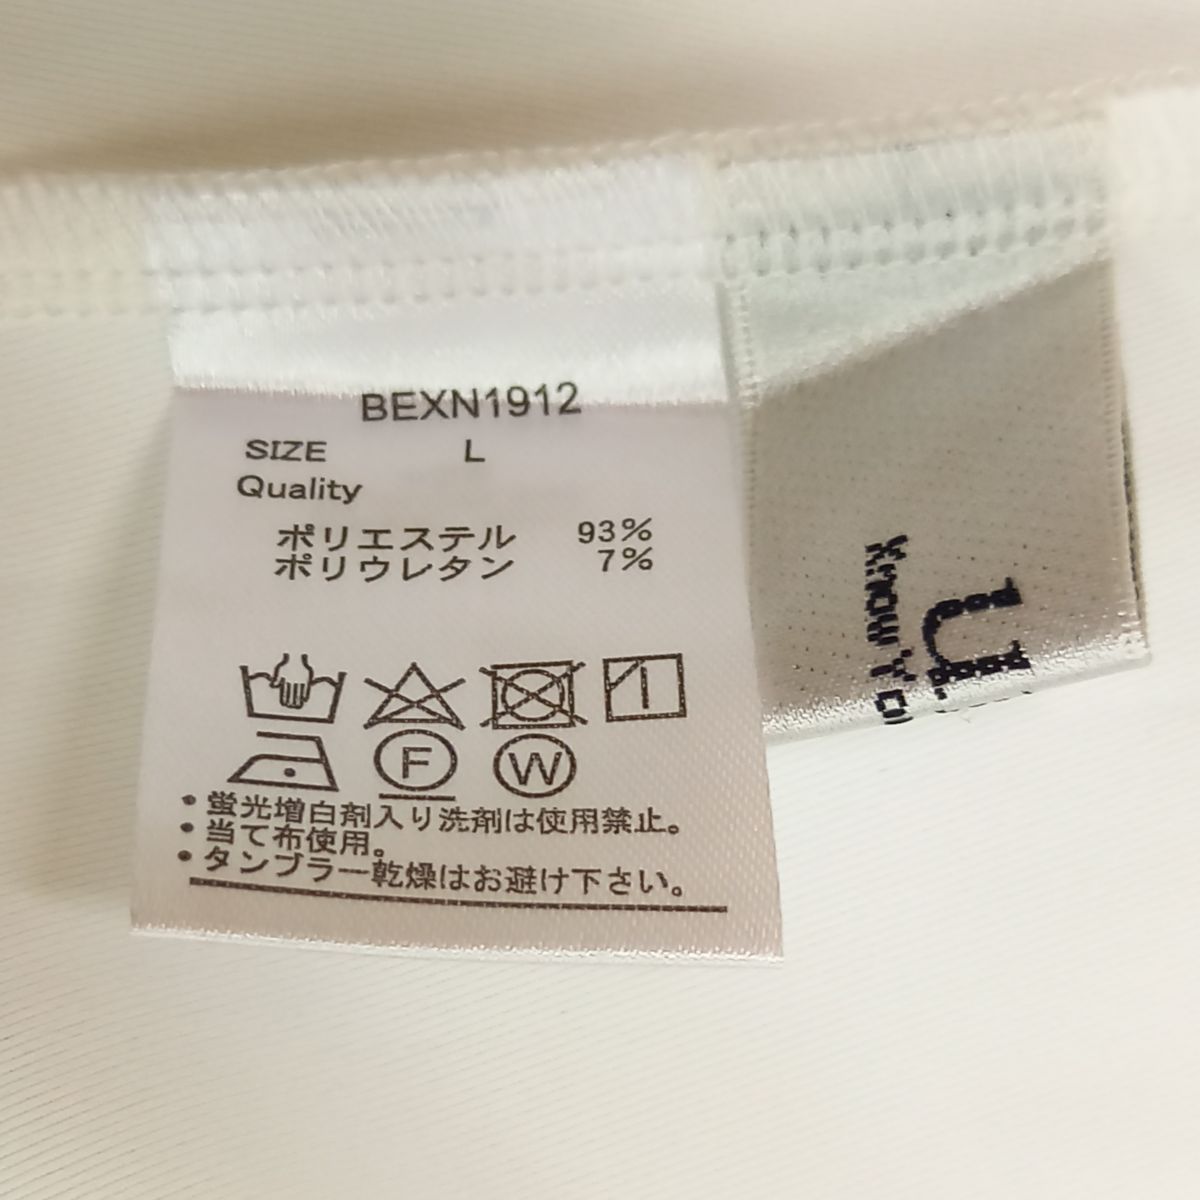 BEXN1912
SIZE L
Quality
ポリエステル 93%
ポリウレタン 7%
F W
・蛍光増白剤入り洗剤は使用禁止。
・当て布使用。
・タンブラー乾燥はお避け下さい。
Know